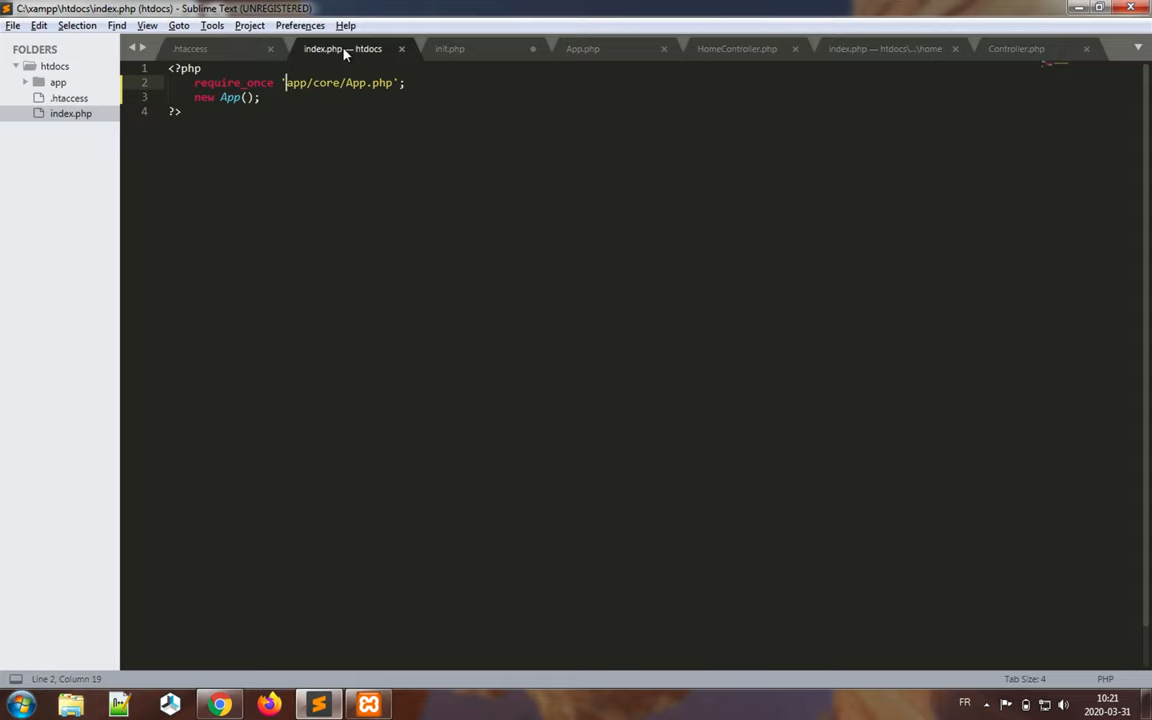 C:\xampp\htdocs\index.php (htdocs) - Sublime Text (UNREGISTERED)
File Edit Selection Find View Goto Tools Project Preferences Help
FOLDERS
htdocs
app
.htaccess
index.php
.htaccess
index.php — htdocs
init.php
App.php
HomeController.php
index.php — htdocs\...\home
Controller.php
1 <?php
2 require_once `app/core/App.php`;
3 new App();
4 ?>
Line 2, Column 19
Tab Size: 4
PHP
FR
10:21
2020-03-31